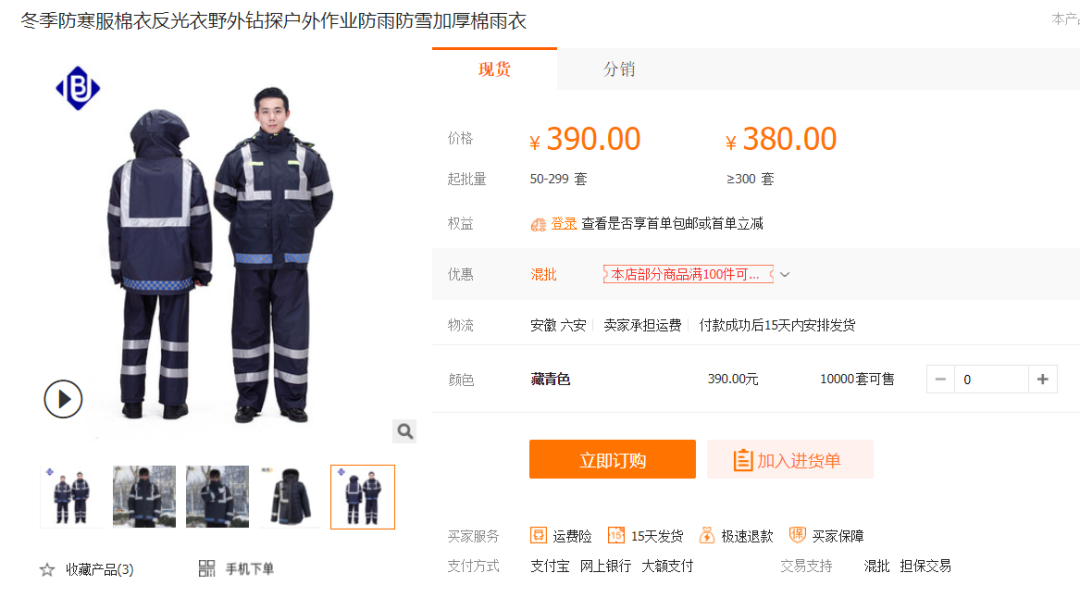 冬季防寒服棉衣反光衣野外钻探户外作业防雨防雪加厚棉雨衣
本产
现货
分销
价格 ¥ 390.00 ¥ 380.00
起批量 50-299 套 ≥300 套
权益 登录 查看是否享首单包邮或首单立减
优惠 混批 本店部分商品满100件可...
物流 安徽 六安 卖家承担运费 付款成功后15天内安排发货
颜色 藏青色 390.00元 10000套可售 − 0 +
立即订购 加入进货单
买家服务 运费险 15天发货 极速退款 保 买家保障
支付方式 支付宝 网上银行 大额支付 交易支持 混批 担保交易
收藏产品(3) 手机下单